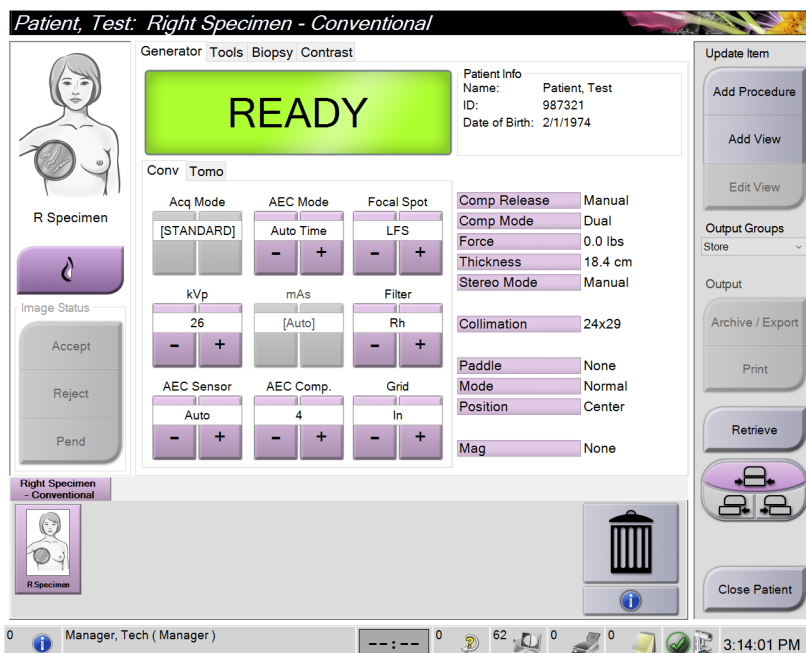 Patient, Test: Right Specimen - Conventional
Generator Tools Biopsy Contrast
READY
Patient Info
Name: Patient, Test
ID: 987321
Date of Birth: 2/1/1974
R Specimen
Image Status
Accept
Reject
Pend
Conv Tomo
Acq Mode AEC Mode Focal Spot
[STANDARD] Auto Time LFS
- + - +
kVp mAs Filter
26 [Auto] Rh
- + - +
AEC Sensor AEC Comp. Grid
Auto 4 In
- + - + - +
Comp Release Manual
Comp Mode Dual
Force 0.0 lbs
Thickness 18.4 cm
Stereo Mode Manual
Collimation 24x29
Paddle None
Mode Normal
Position Center
Mag None
Update Item
Add Procedure
Add View
Edit View
Output Groups
Store
Output
Archive / Export
Print
Retrieve
Close Patient
Right Specimen
- Conventional
R Specimen
0 Manager, Tech ( Manager ) --:-- 0 62 0 0 3:14:01 PM